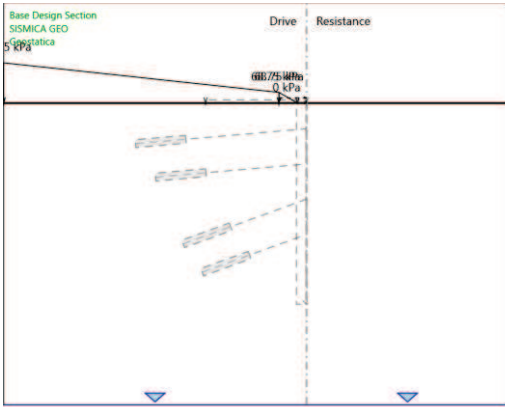 Base Design Section
SISMICA GEO
Geostatica
5 kPa
Drive
Resistance
0 kPa